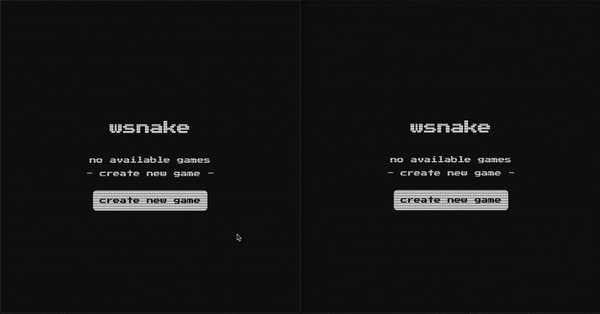 wsnake
no available games
- create new game -
create new game
wsnake
no available games
- create new game -
create new game